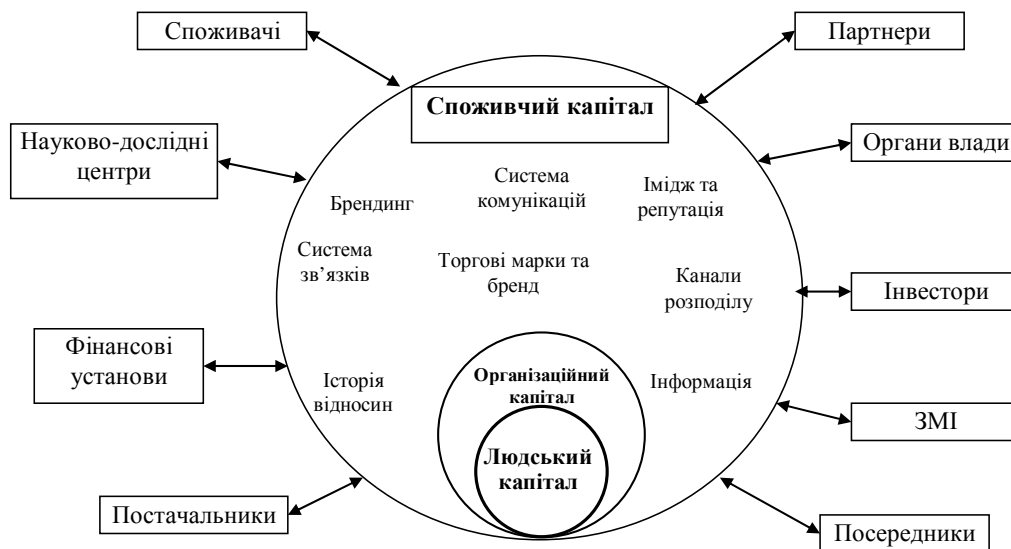 Споживачі
Партнери
Споживчий капітал
Науково-дослідні
центри
Органи влади
Система
комунікацій
Імідж та
репутація
Брендинг
Система
зв’язків
Торгові марки та
бренд
Канали
розподілу
Інвестори
Фінансові
установи
Історія
відносин
Організаційний
капітал
Інформація
ЗМІ
Людський
капітал
Постачальники
Посередники